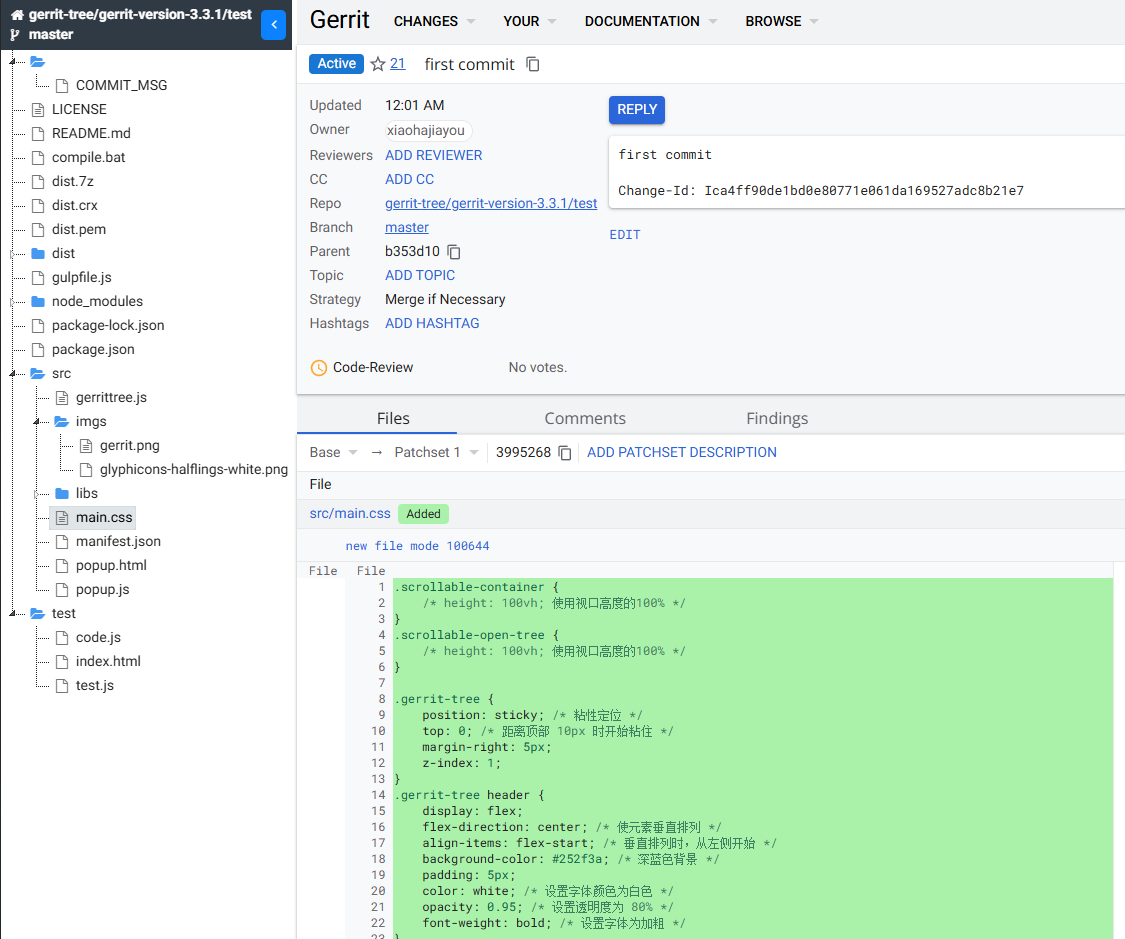 gerrit-tree/gerrit-version-3.3.1/test
master
COMMIT_MSG
LICENSE
README.md
compile.bat
dist.7z
dist.crx
dist.pem
dist
gulpfile.js
node_modules
package-lock.json
package.json
src
gerrittree.js
imgs
gerrit.png
glyphicons-halflings-white.png
libs
main.css
manifest.json
popup.html
popup.js
test
code.js
index.html
test.js
Gerrit CHANGES YOUR DOCUMENTATION BROWSE
Active 21 first commit
Updated 12:01 AM
Owner xiaohajiayou
Reviewers ADD REVIEWER
CC ADD CC
Repo gerrit-tree/gerrit-version-3.3.1/test
Branch master
Parent b353d10
Topic ADD TOPIC
Strategy Merge if Necessary
Hashtags ADD HASHTAG
Code-Review No votes.
REPLY
first commit
Change-Id: Ica4ff90de1bd0e80771e061da169527adc8b21e7
EDIT
Files Comments Findings
Base → Patchset 1 3995268 ADD PATCHSET DESCRIPTION
File
src/main.css Added
new file mode 100644
File File
1 .scrollable-container {
2 /* height: 100vh; 使用视口高度的100% */
3 }
4 .scrollable-open-tree {
5 /* height: 100vh; 使用视口高度的100% */
6 }
7
8 .gerrit-tree {
9 position: sticky; /* 粘性定位 */
10 top: 0; /* 距离顶部 10px 时开始粘住 */
11 margin-right: 5px;
12 z-index: 1;
13 }
14 .gerrit-tree header {
15 display: flex;
16 flex-direction: center; /* 使元素垂直排列 */
17 align-items: flex-start; /* 垂直排列时，从左侧开始 */
18 background-color: #252f3a; /* 深蓝色背景 */
19 padding: 5px;
20 color: white; /* 设置字体颜色为白色 */
21 opacity: 0.95; /* 设置透明度为 80% */
22 font-weight: bold; /* 设置字体为加粗 */
23 }